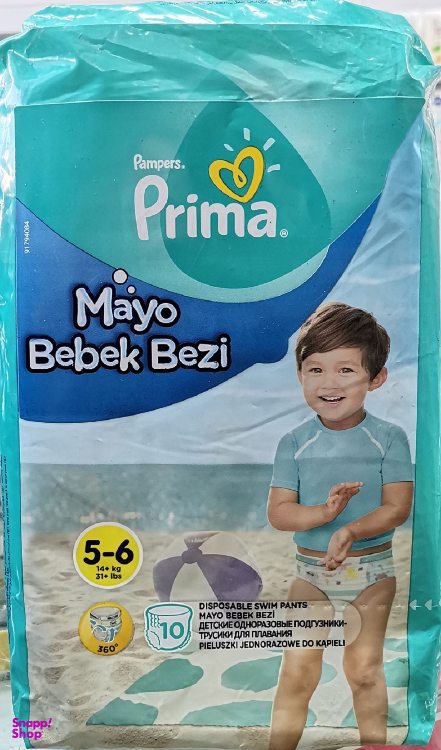 Pampers®
Prima®
91794084
Mayo
Bebek Bezi
5-6
14+ kg
31+ lbs
360°
10
DISPOSABLE SWIM PANTS
MAYO BEBEK BEZİ
ДЕТСКИЕ ОДНОРАЗОВЫЕ ПОДГУЗНИКИ-
ТРУСИКИ ДЛЯ ПЛАВАНИЯ
PIELUSZKI JEDNORAZOWE DO KĄPIELI
Snapp!
Shop